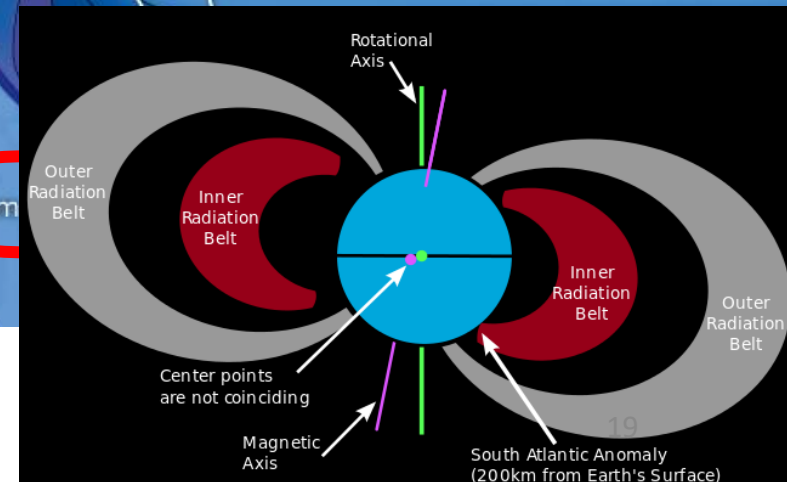 Rotational
Axis
Outer
Radiation
Belt
Inner
Radiation
Belt
m
Inner
Radiation
Belt
Outer
Radiation
Belt
Center points
are not coinciding
Magnetic
Axis
19
South Atlantic Anomaly
(200km from Earth's Surface)